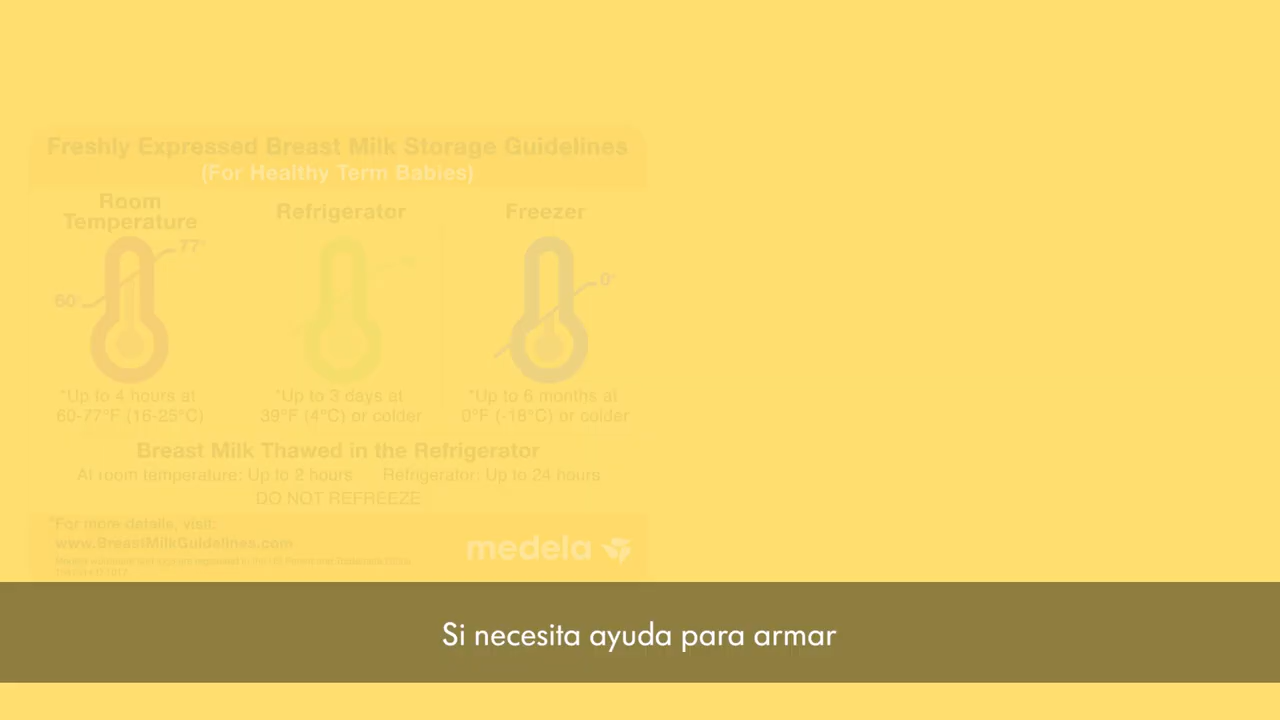 Freshly Expressed Breast Milk Storage Guidelines
(For Healthy Term Babies)
Room
Temperature
Refrigerator
Freezer
77°
60°
0°
*Up to 4 hours at
60-77°F (16-25°C)
*Up to 3 days at
39°F (4°C) or colder
*Up to 6 months at
0°F (-18°C) or colder
Breast Milk Thawed in the Refrigerator
At room temperature: Up to 2 hours Refrigerator: Up to 24 hours
DO NOT REFREEZE
*For more details, visit:
www.BreastMilkGuidelines.com
medela
Si necesita ayuda para armar